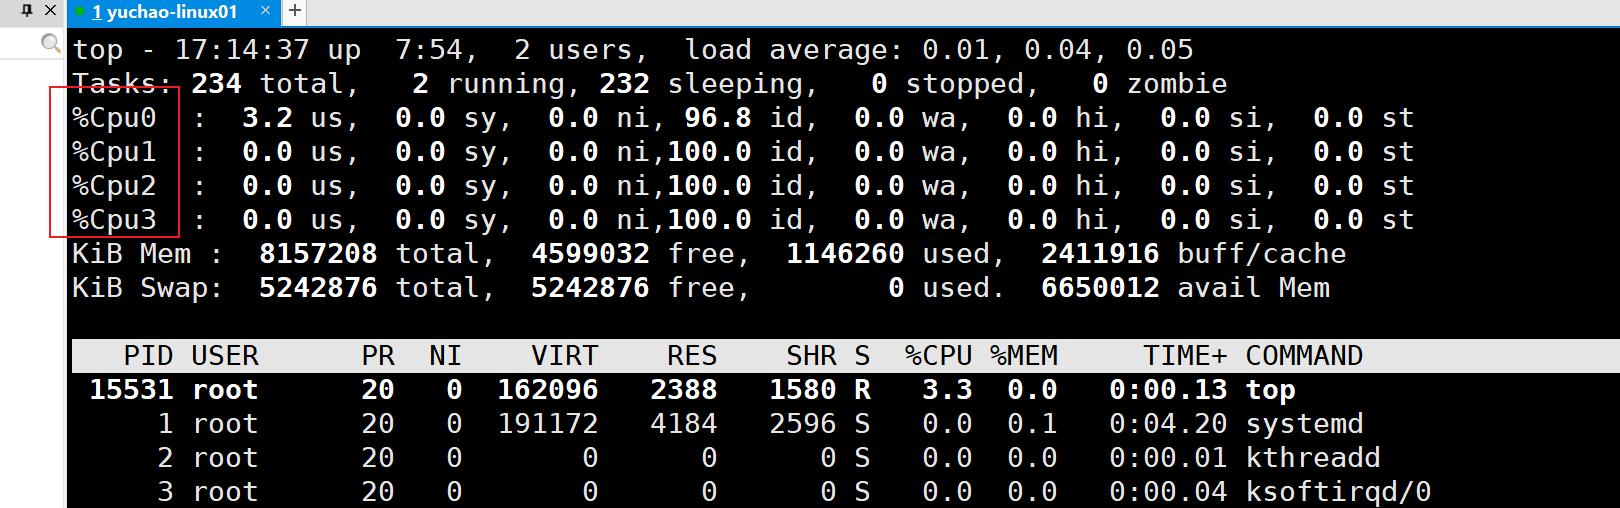 1 yuchao-linux01 × +
top - 17:14:37 up  7:54,  2 users,  load average: 0.01, 0.04, 0.05
Tasks: 234 total,   2 running, 232 sleeping,   0 stopped,   0 zombie
%Cpu0  :  3.2 us,  0.0 sy,  0.0 ni, 96.8 id,  0.0 wa,  0.0 hi,  0.0 si,  0.0 st
%Cpu1  :  0.0 us,  0.0 sy,  0.0 ni,100.0 id,  0.0 wa,  0.0 hi,  0.0 si,  0.0 st
%Cpu2  :  0.0 us,  0.0 sy,  0.0 ni,100.0 id,  0.0 wa,  0.0 hi,  0.0 si,  0.0 st
%Cpu3  :  0.0 us,  0.0 sy,  0.0 ni,100.0 id,  0.0 wa,  0.0 hi,  0.0 si,  0.0 st
KiB Mem :  8157208 total,  4599032 free,  1146260 used,  2411916 buff/cache
KiB Swap:  5242876 total,  5242876 free,        0 used.  6650012 avail Mem
   PID USER      PR  NI    VIRT    RES    SHR S  %CPU %MEM     TIME+ COMMAND
 15531 root      20   0  162096   2388   1580 R   3.3  0.0   0:00.13 top
     1 root      20   0  191172   4184   2596 S   0.0  0.1   0:04.20 systemd
     2 root      20   0       0      0      0 S   0.0  0.0   0:00.01 kthreadd
     3 root      20   0       0      0      0 S   0.0  0.0   0:00.04 ksoftirqd/0